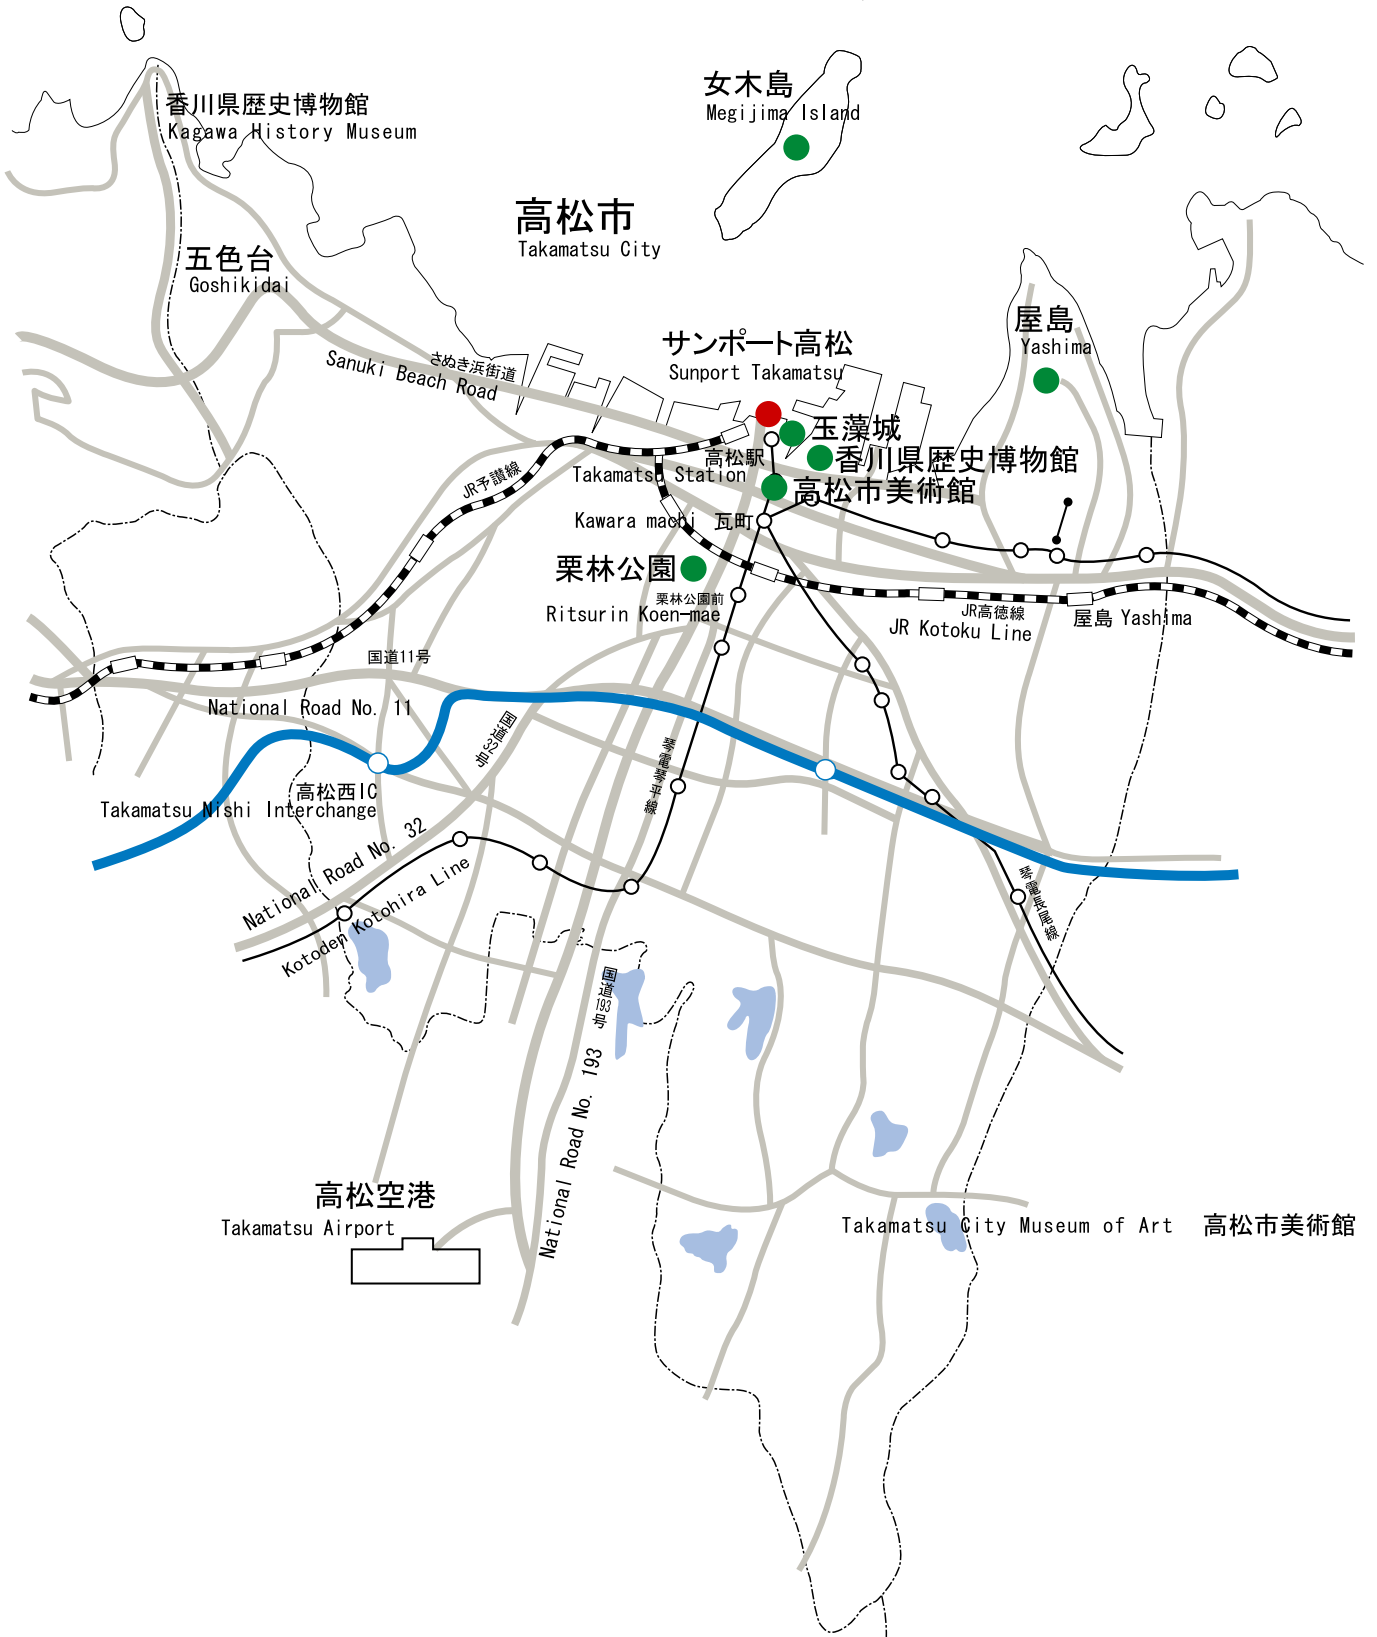 香川県歴史博物館
Kagawa History Museum
女木島
Megijima Island
高松市
Takamatsu City
五色台
Goshikidai
屋島
Yashima
サンポート高松
Sunport Takamatsu
さぬき浜街道
Sanuki Beach Road
玉藻城
高松駅
香川県歴史博物館
Takamatsu Station
高松市美術館
JR予讃線
Kawara machi 瓦町
栗林公園
栗林公園前
Ritsurin Koen-mae
JR高徳線
JR Kotoku Line
屋島 Yashima
国道11号
National Road No. 11
国道32号
琴電琴平線
高松西IC
Takamatsu Nishi Interchange
National Road No. 32
Kotoden Kotohira Line
琴電長尾線
国道193号
National Road No. 193
高松空港
Takamatsu Airport
Takamatsu City Museum of Art 高松市美術館